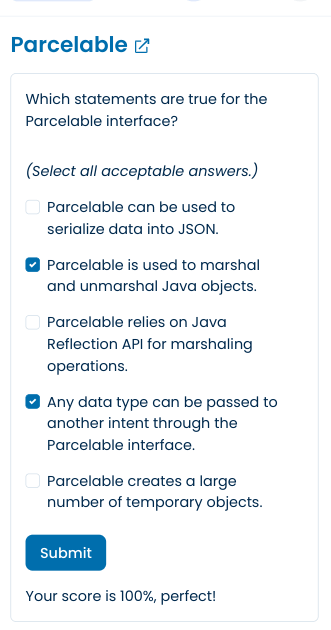 Parcelable
Which statements are true for the
Parcelable interface?
(Select all acceptable answers.)
Parcelable can be used to
serialize data into JSON.
Parcelable is used to marshal
and unmarshal Java objects.
Parcelable relies on Java
Reflection API for marshaling
operations.
Any data type can be passed to
another intent through the
Parcelable interface.
Parcelable creates a large
number of temporary objects.
Submit
Your score is 100%, perfect!